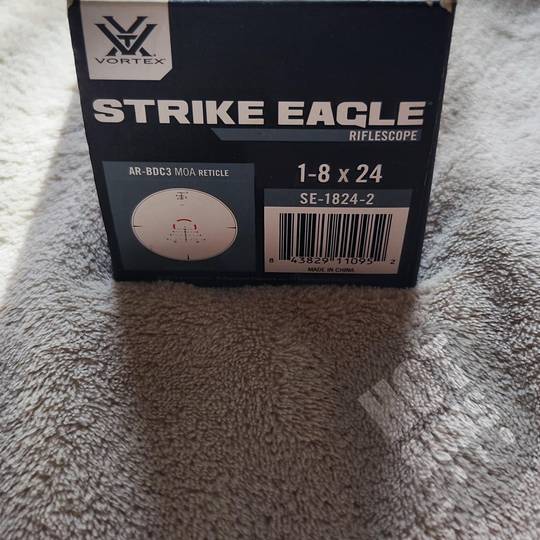 VORTEX
STRIKE EAGLE
RIFLESCOPE
AR-BDC3 MOA RETICLE
1-8 x 24
SE-1824-2
8 43829 11095 2
MADE IN CHINA